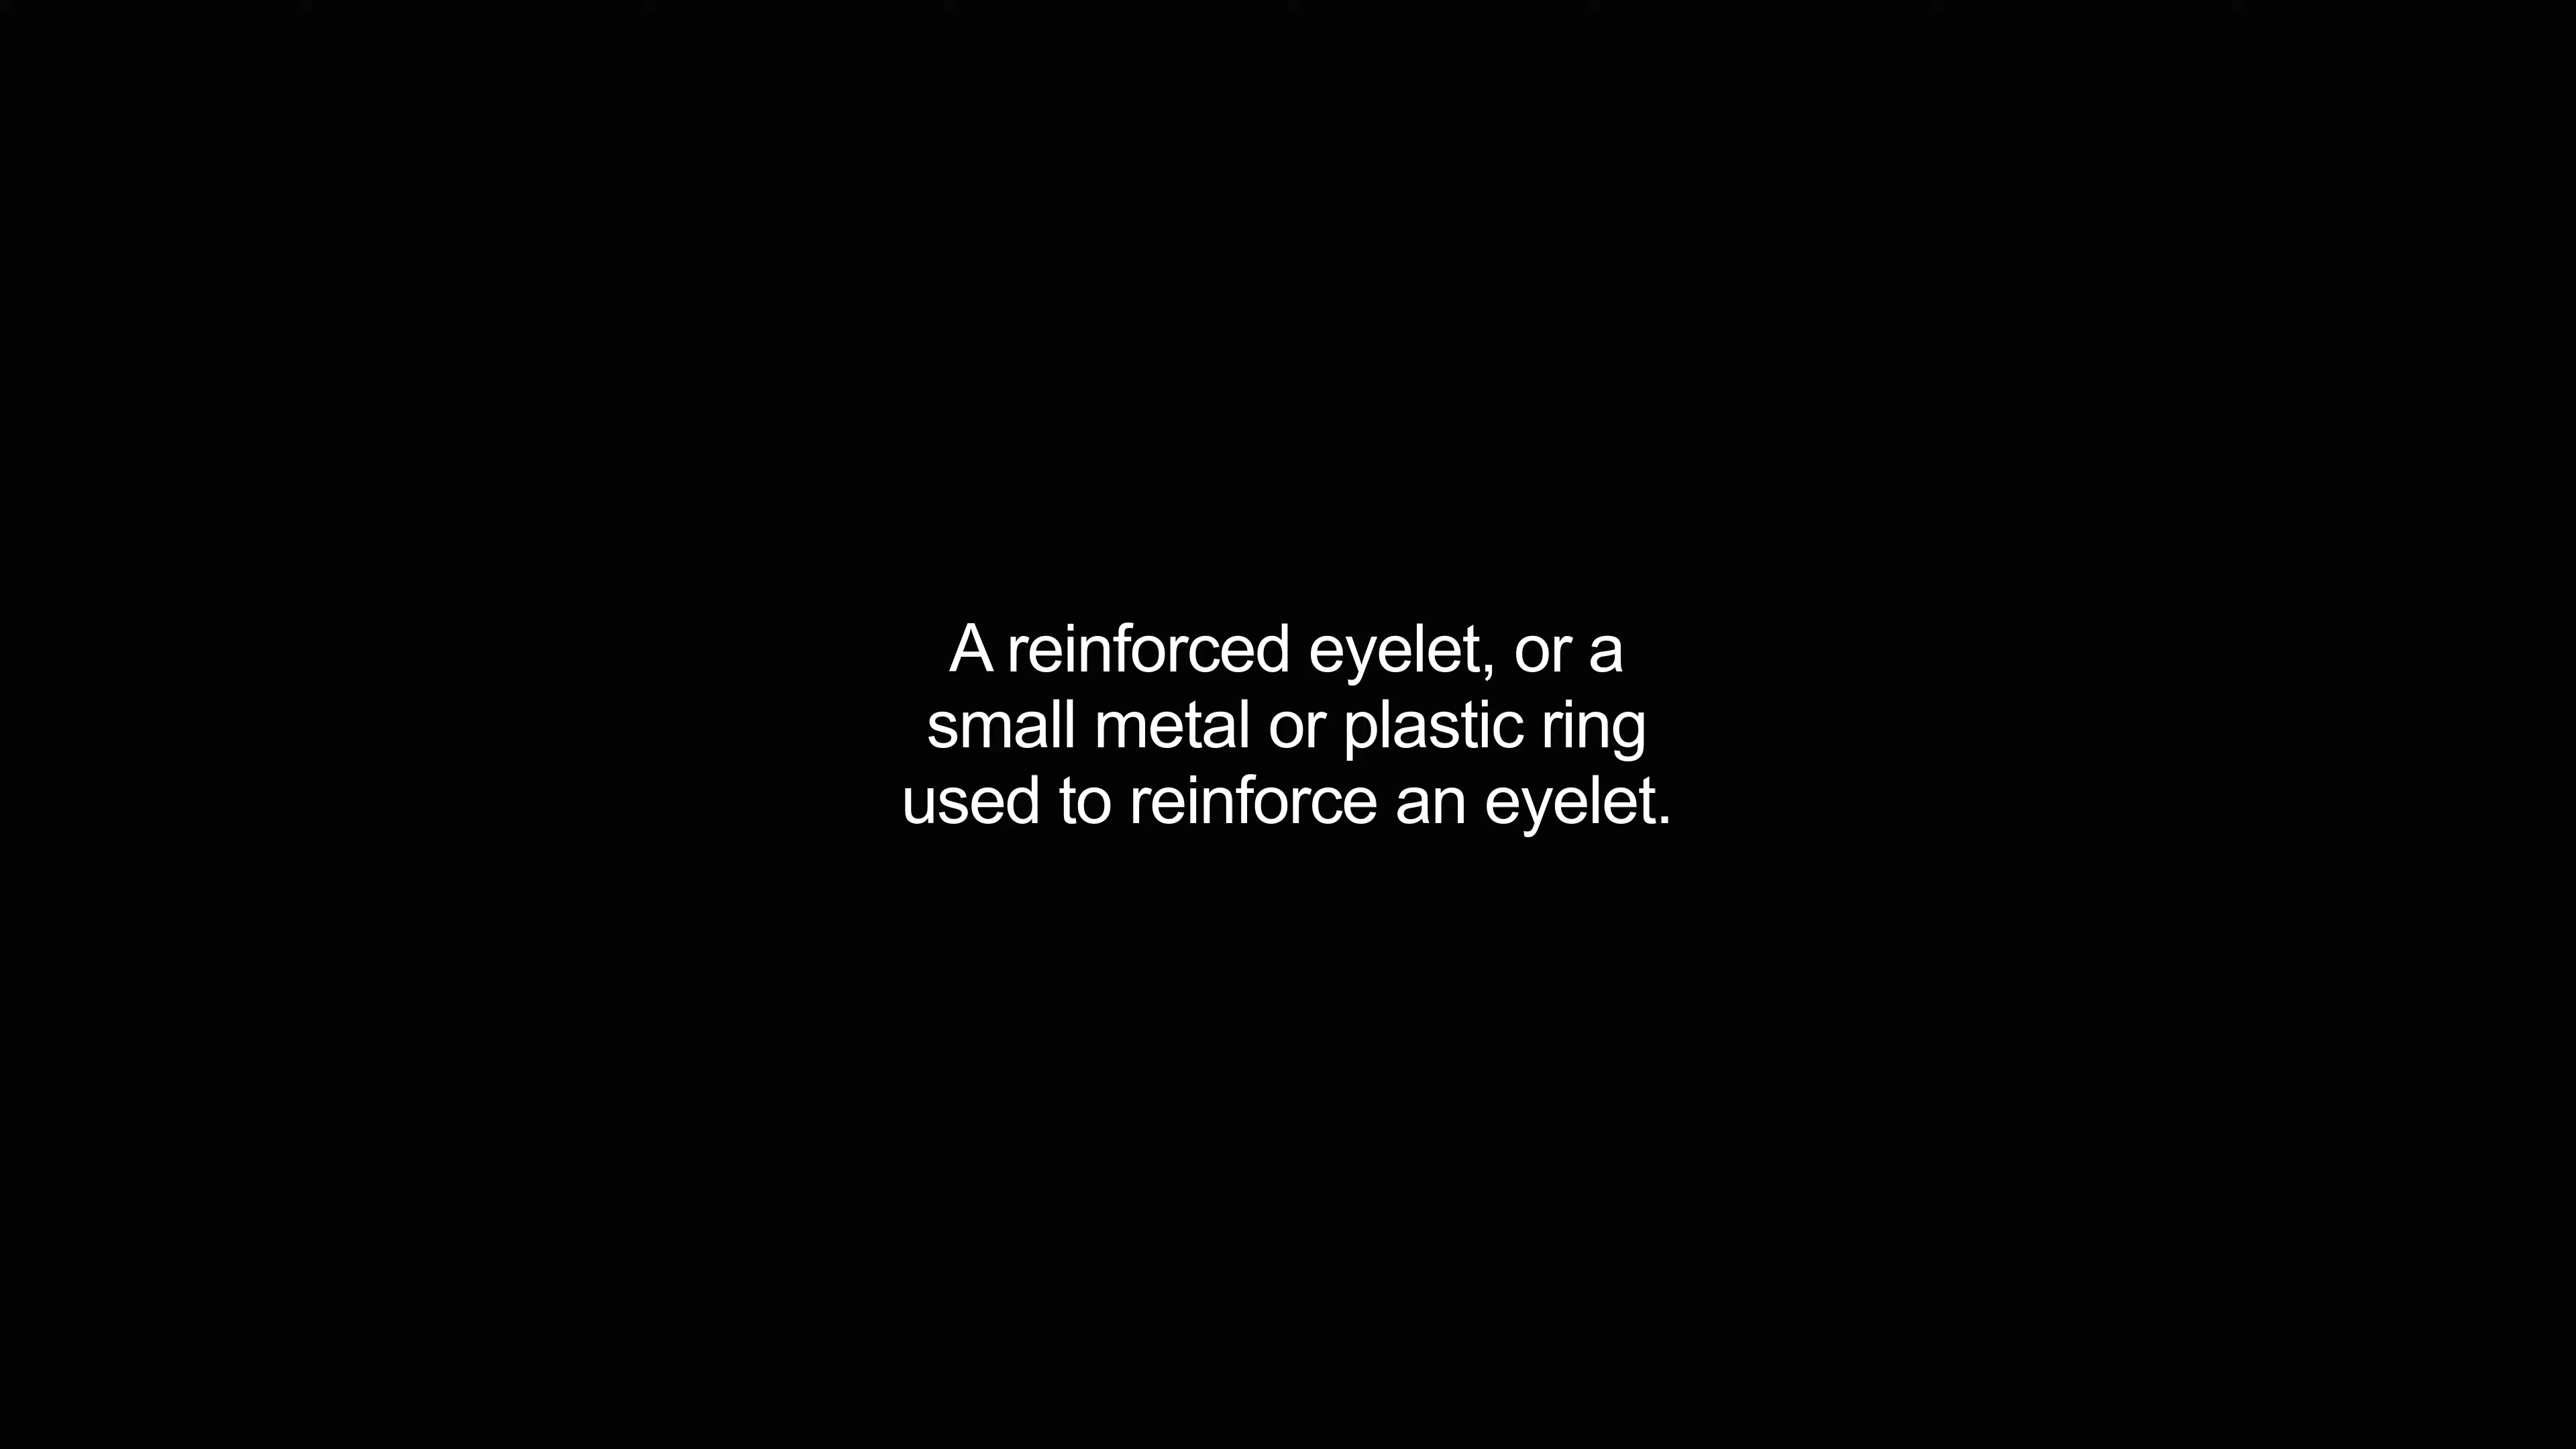 A reinforced eyelet, or a
small metal or plastic ring
used to reinforce an eyelet.